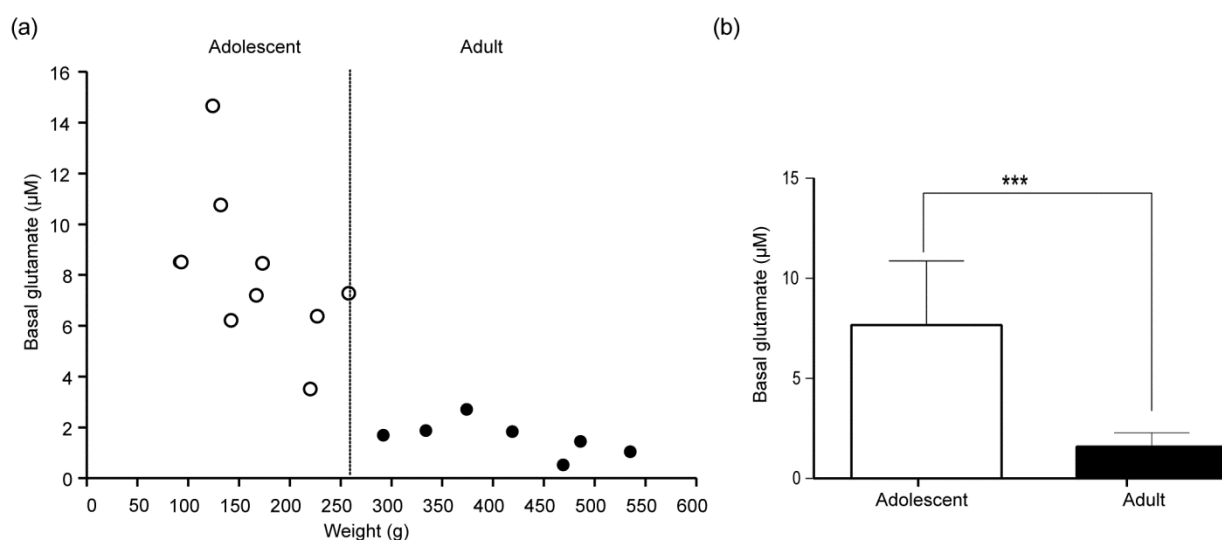 (a)
Adolescent Adult
16
14
12
10
8
6
4
2
0
Basal glutamate (µM)
0 50 100 150 200 250 300 350 400 450 500 550 600
Weight (g)
(b)
***
15
10
5
0
Basal glutamate (µM)
Adolescent Adult